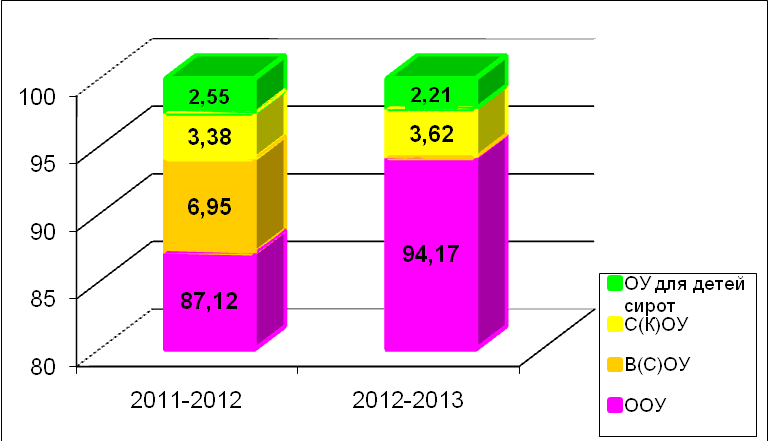 100
95
90
85
80
2,55
3,38
6,95
87,12
2,21
3,62
94,17
2011-2012
2012-2013
ОУ для детей
сирот
С(К)ОУ
В(С)ОУ
ООУ